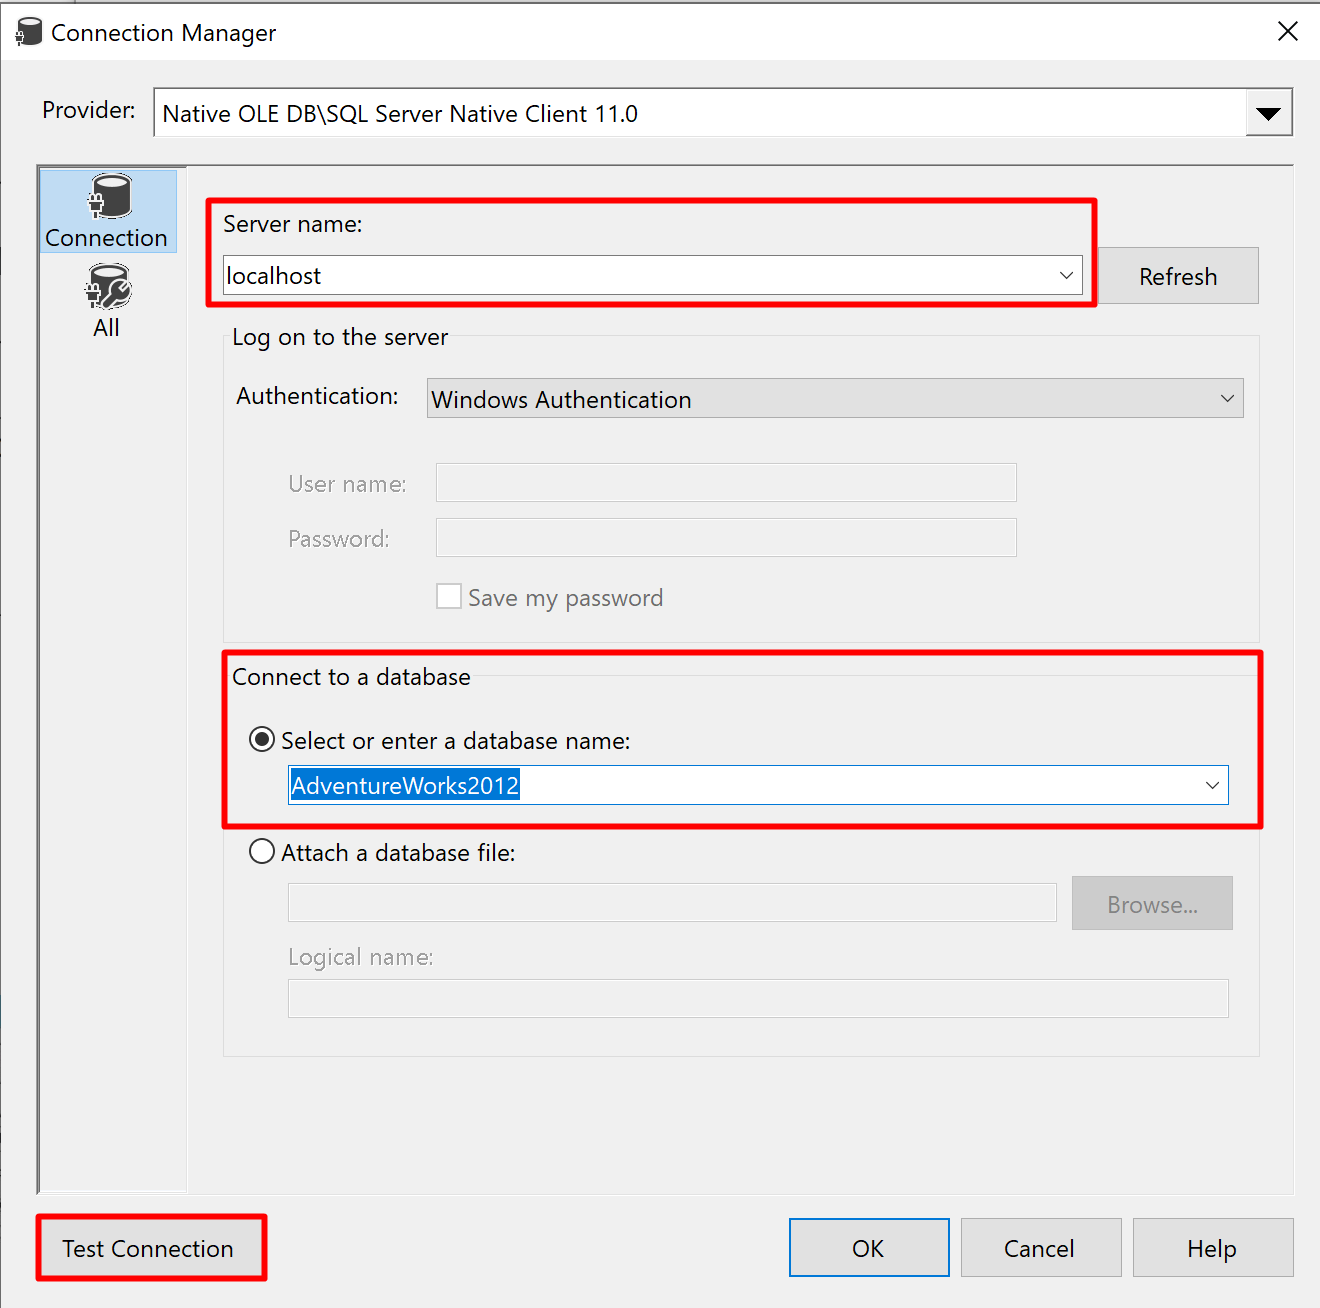 Connection Manager
Provider: Native OLE DB\SQL Server Native Client 11.0
Connection
All
Server name:
localhost
Refresh
Log on to the server
Authentication: Windows Authentication
User name:
Password:
Save my password
Connect to a database
Select or enter a database name:
AdventureWorks2012
Attach a database file:
Browse...
Logical name:
Test Connection OK Cancel Help